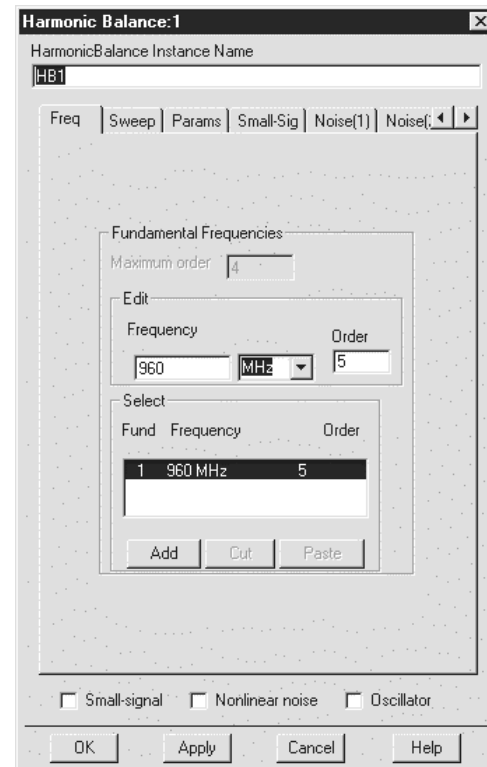 Harmonic Balance:1
HarmonicBalance Instance Name
HB1
Freq Sweep Params Small-Sig Noise(1) Noise(
Fundamental Frequencies
Maximum order 4
Edit
Frequency Order
960 MHz 5
Select
Fund Frequency Order
1 960 MHz 5
Add Cut Paste
Small-signal Nonlinear noise Oscillator
OK Apply Cancel Help